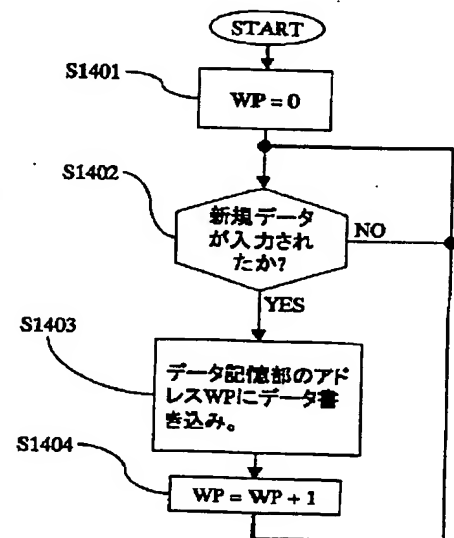 START
S1401
WP = 0
S1402
新規データ
が入力され
たか?
NO
YES
S1403
データ記憶部のアド
レスWPにデータ書
き込み。
S1404
WP = WP + 1